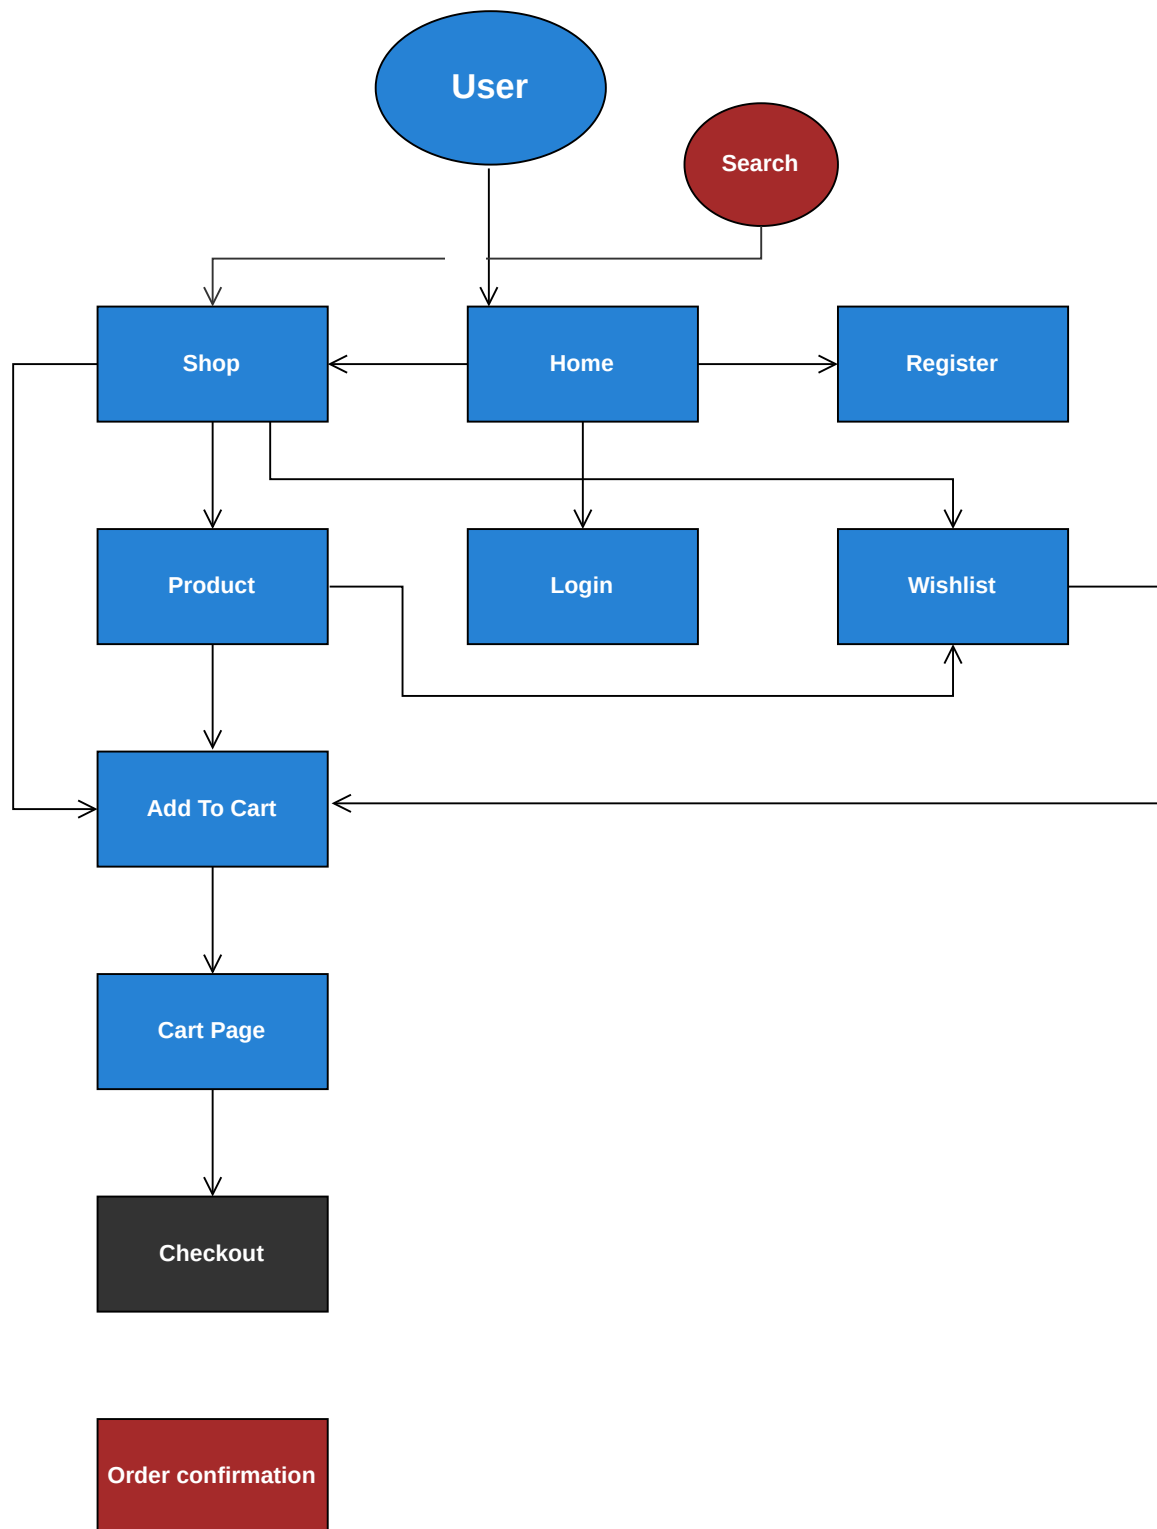 User
Search
Shop
Home
Register
Product
Login
Wishlist
Add To Cart
Cart Page
Checkout
Order confirmation